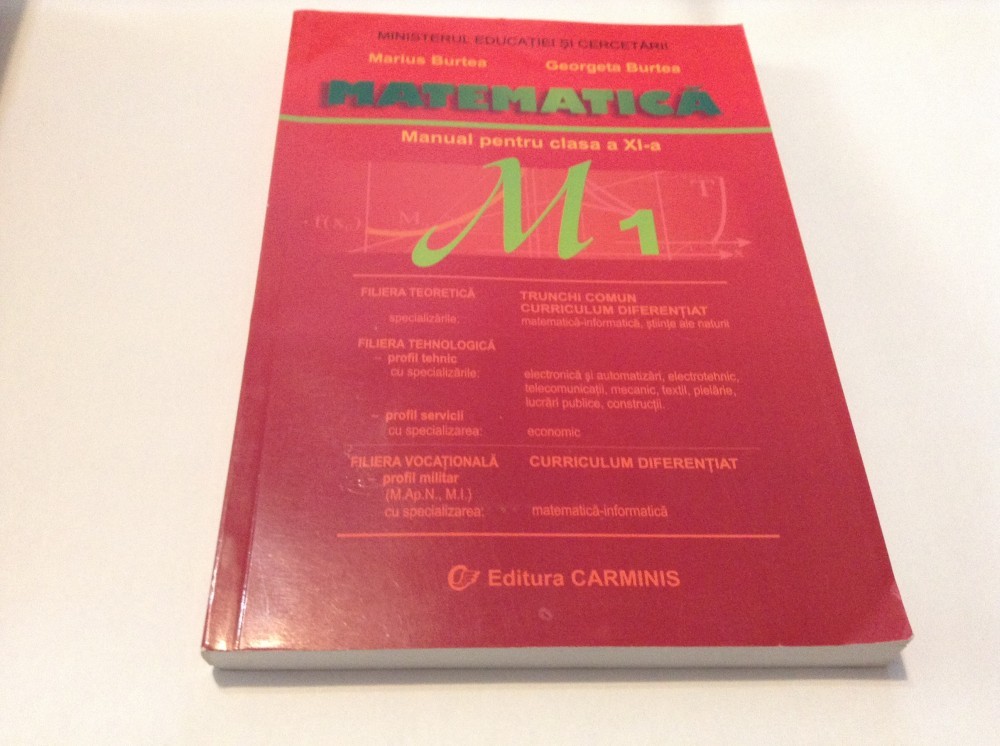 MINISTERUL EDUCAȚIEI ȘI CERCETĂRII
Marius Burtea Georgeta Burtea
MATEMATICĂ
Manual pentru clasa a XI-a
M 1
f(x₁) M T x
FILIERA TEORETICĂ TRUNCHI COMUN
CURRICULUM DIFERENȚIAT
specializările: matematică-informatică, științe ale naturii
FILIERA TEHNOLOGICĂ
– profil tehnic
cu specializările: electronică și automatizări, electrotehnic,
telecomunicații, mecanic, textil, pielărie,
lucrări publice, construcții.
– profil servicii
cu specializarea: economic
FILIERA VOCAȚIONALĂ CURRICULUM DIFERENȚIAT
– profil militar
(M.Ap.N., M.I.)
cu specializarea: matematică-informatică
Editura CARMINIS